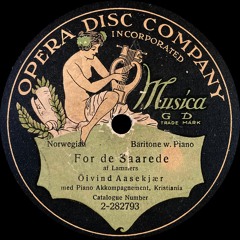 OPERA DISC COMPANY
INCORPORATED
Musica
G D
TRADE MARK
Norwegian Baritone w. Piano
For de Saarede
af Lammers
Öivind Aasekjær
med Piano Akkompagnement, Kristiania
Catalogue Number
2-282793